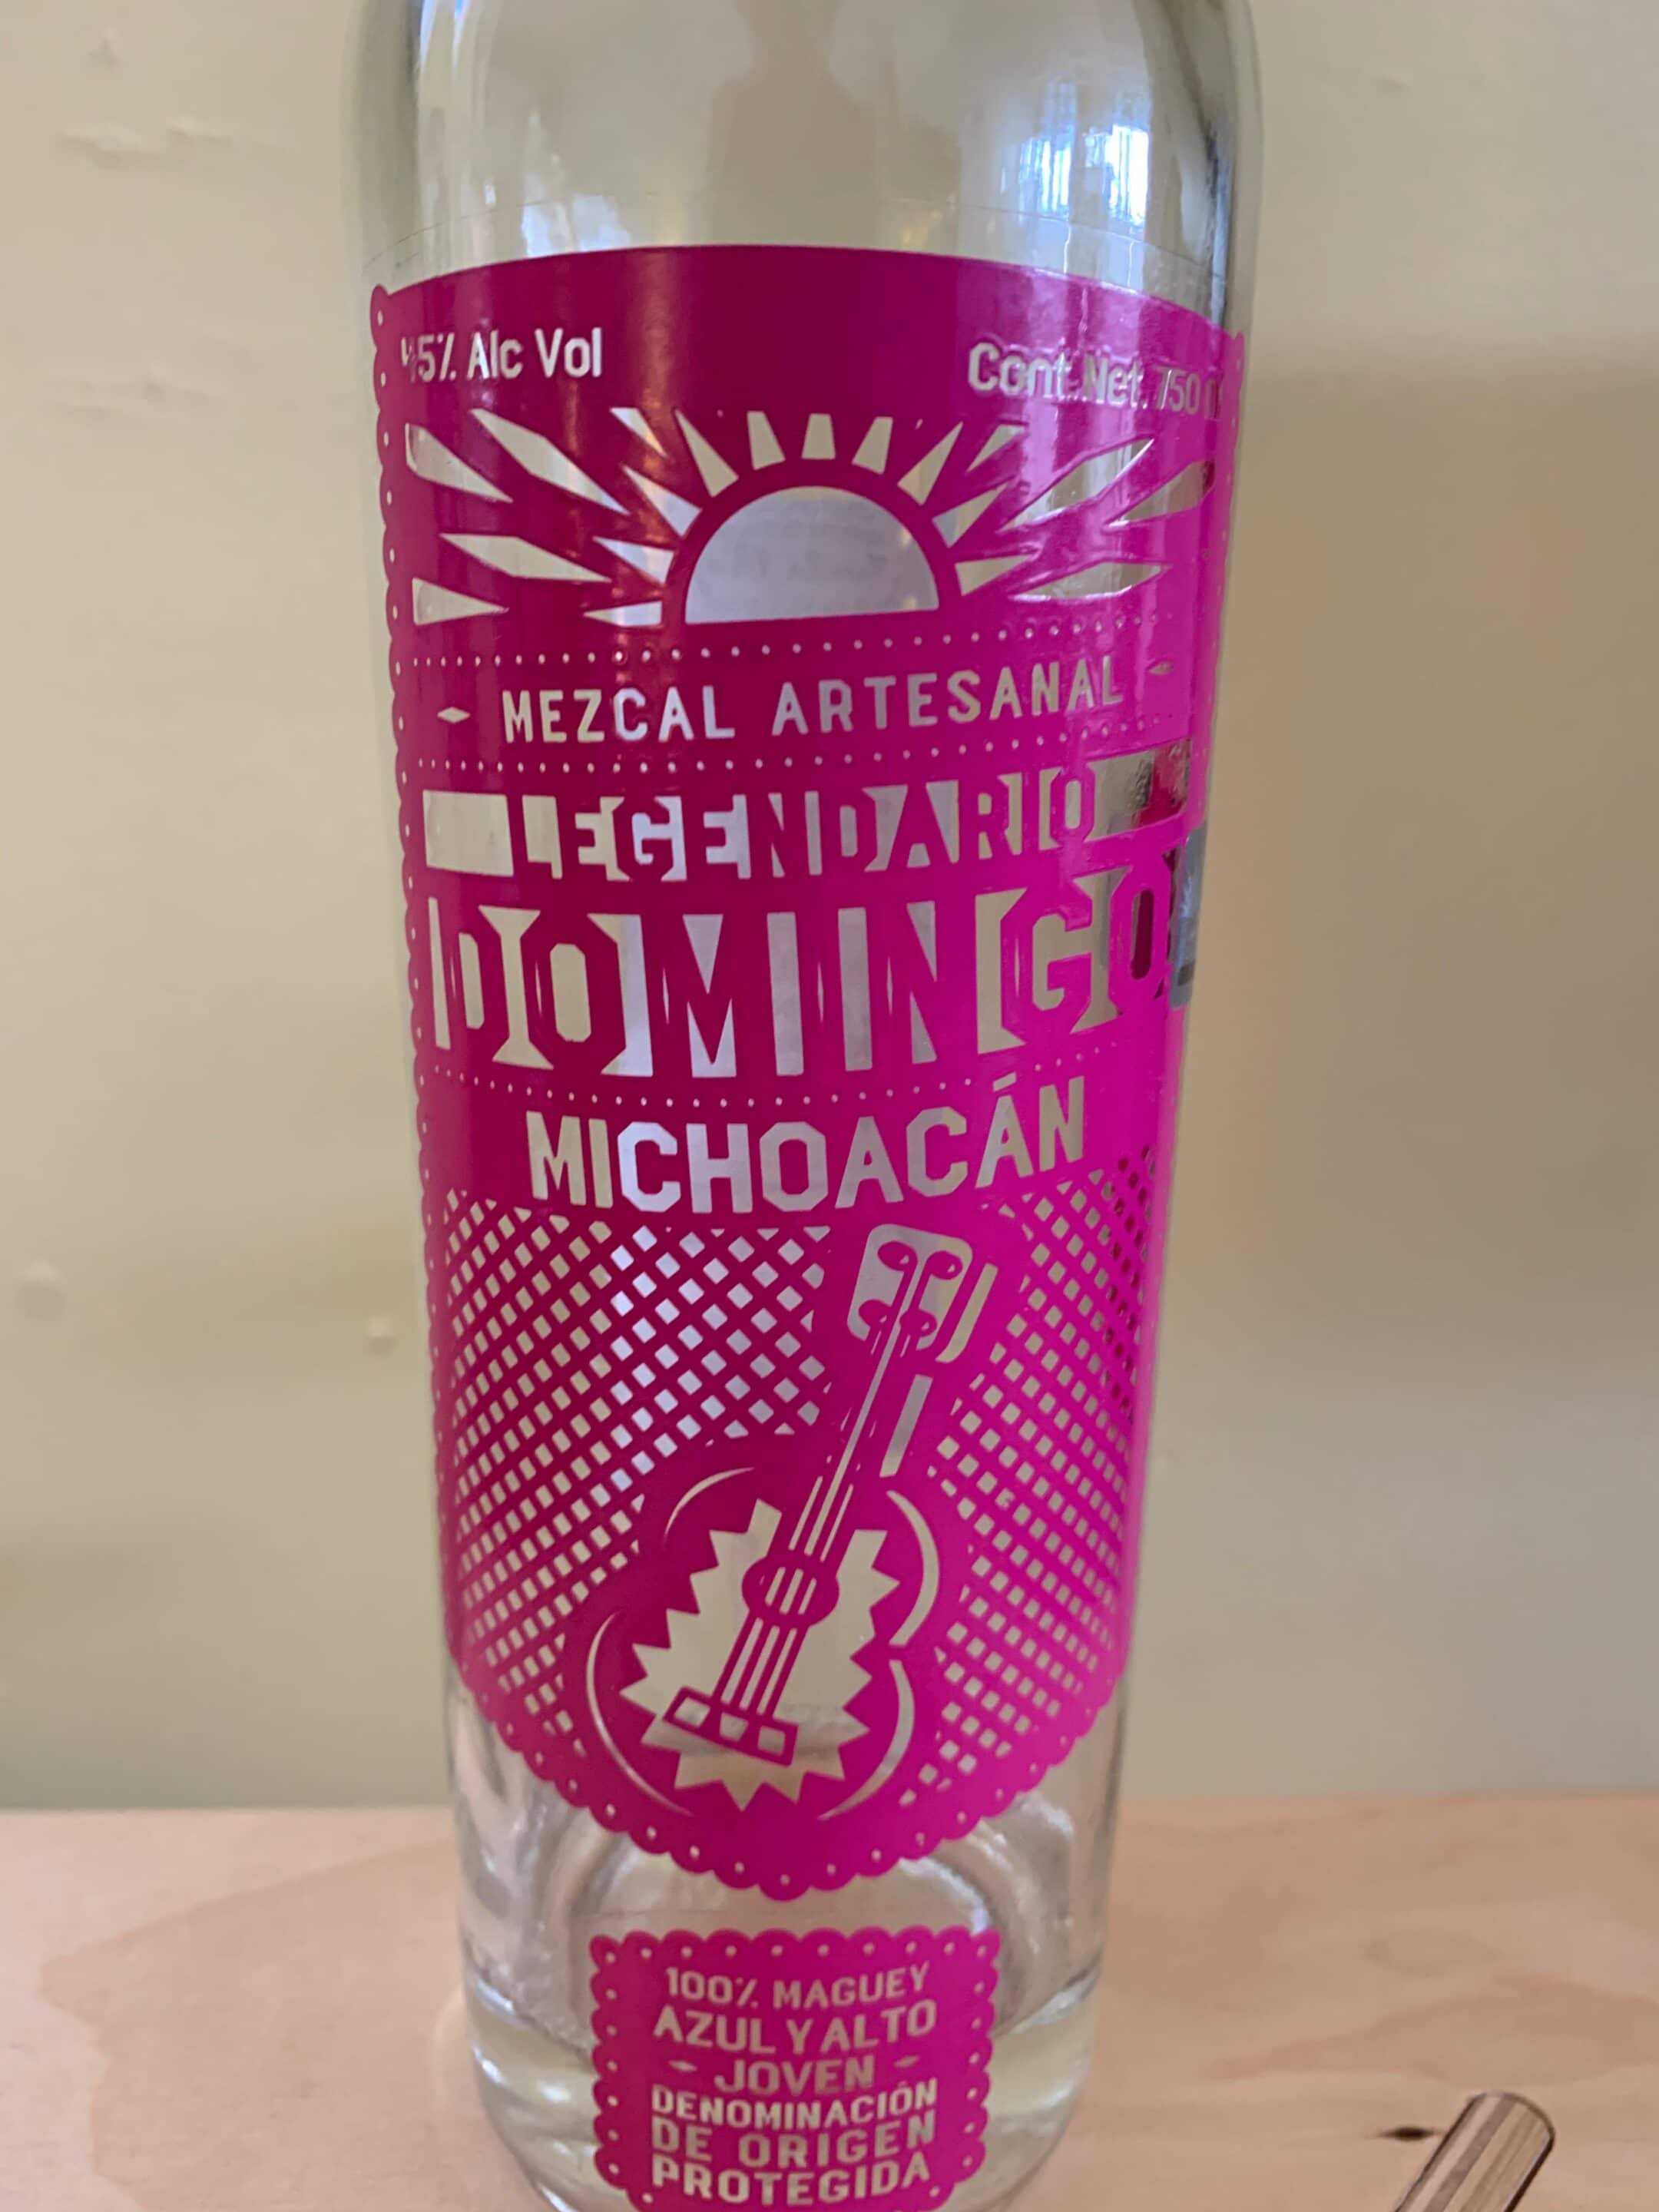 45% Alc Vol
Cont.Net. 750
MEZCAL ARTESANAL
LEGENDARIO
DOMINGO
MICHOACÁN
100% MAGUEY
AZUL Y ALTO
- JOVEN -
DENOMINACIÓN
DE ORIGEN
PROTEGIDA